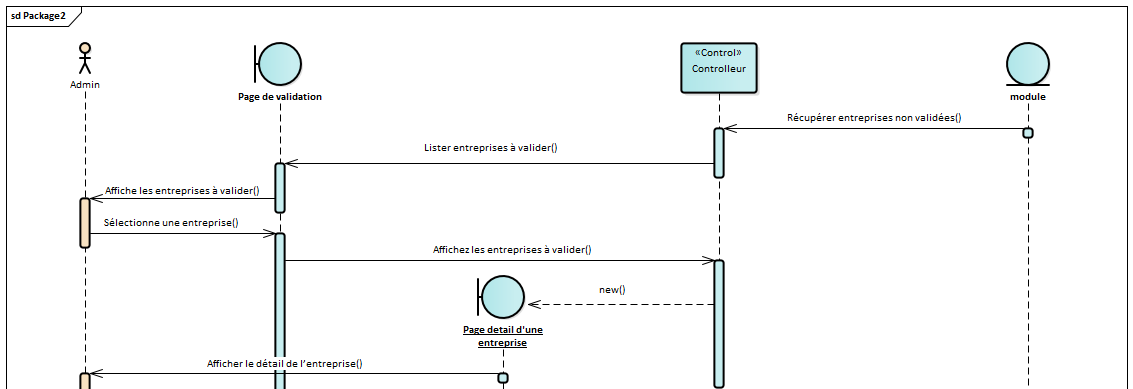 sd Package2
«Control»
Controlleur
Admin
Page de validation
module
Récupérer entreprises non validées()
Lister entreprises à valider()
Affiche les entreprises à valider()
Sélectionne une entreprise()
Affichez les entreprises à valider()
new()
Page detail d'une
entreprise
Afficher le détail de l'entreprise()